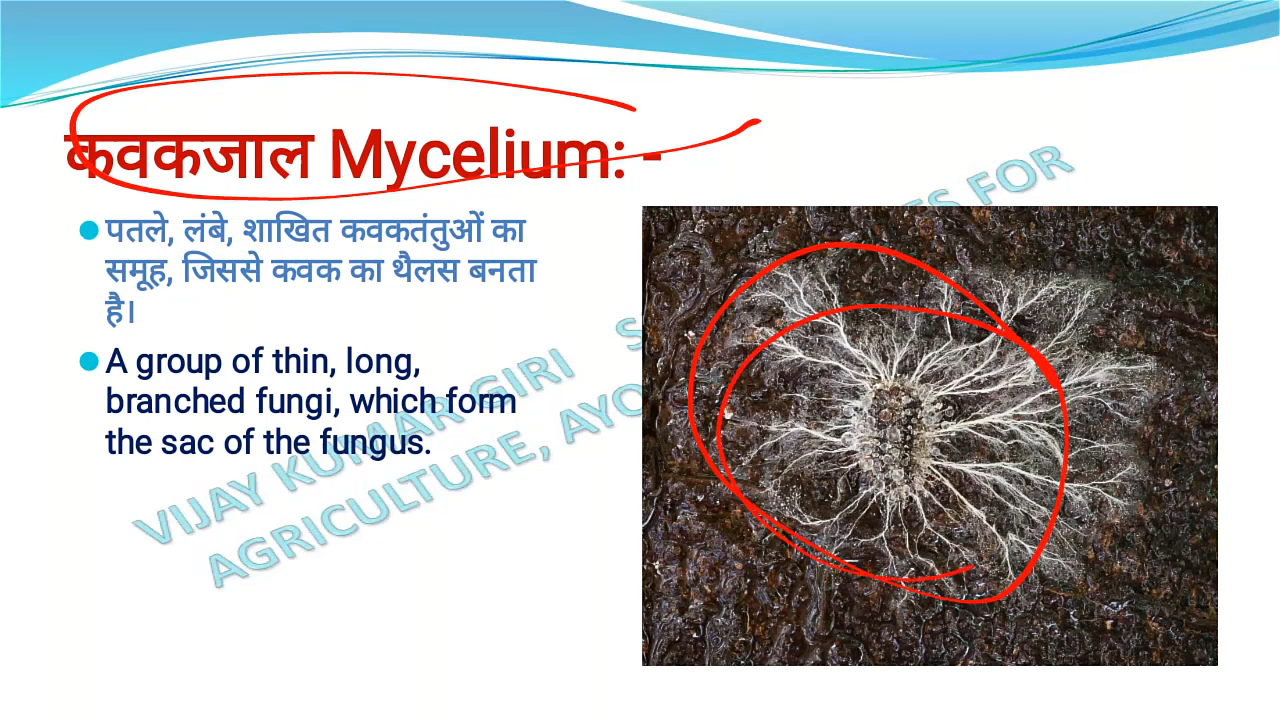 कवकजाल Mycelium: -
पतले, लंबे, शाखित कवकतंतुओं का
समूह, जिससे कवक का थैलस बनता
है।
A group of thin, long,
branched fungi, which form
the sac of the fungus.
VIJAY KUMAR GIRI
AGRICULTURE,
FOR